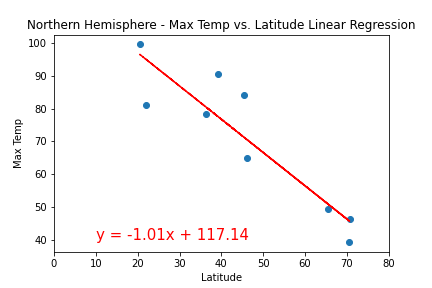 Northern Hemisphere - Max Temp vs. Latitude Linear Regression
100
90
80
70
60
50
40
Max Temp
y = -1.01x + 117.14
0 10 20 30 40 50 60 70 80
Latitude